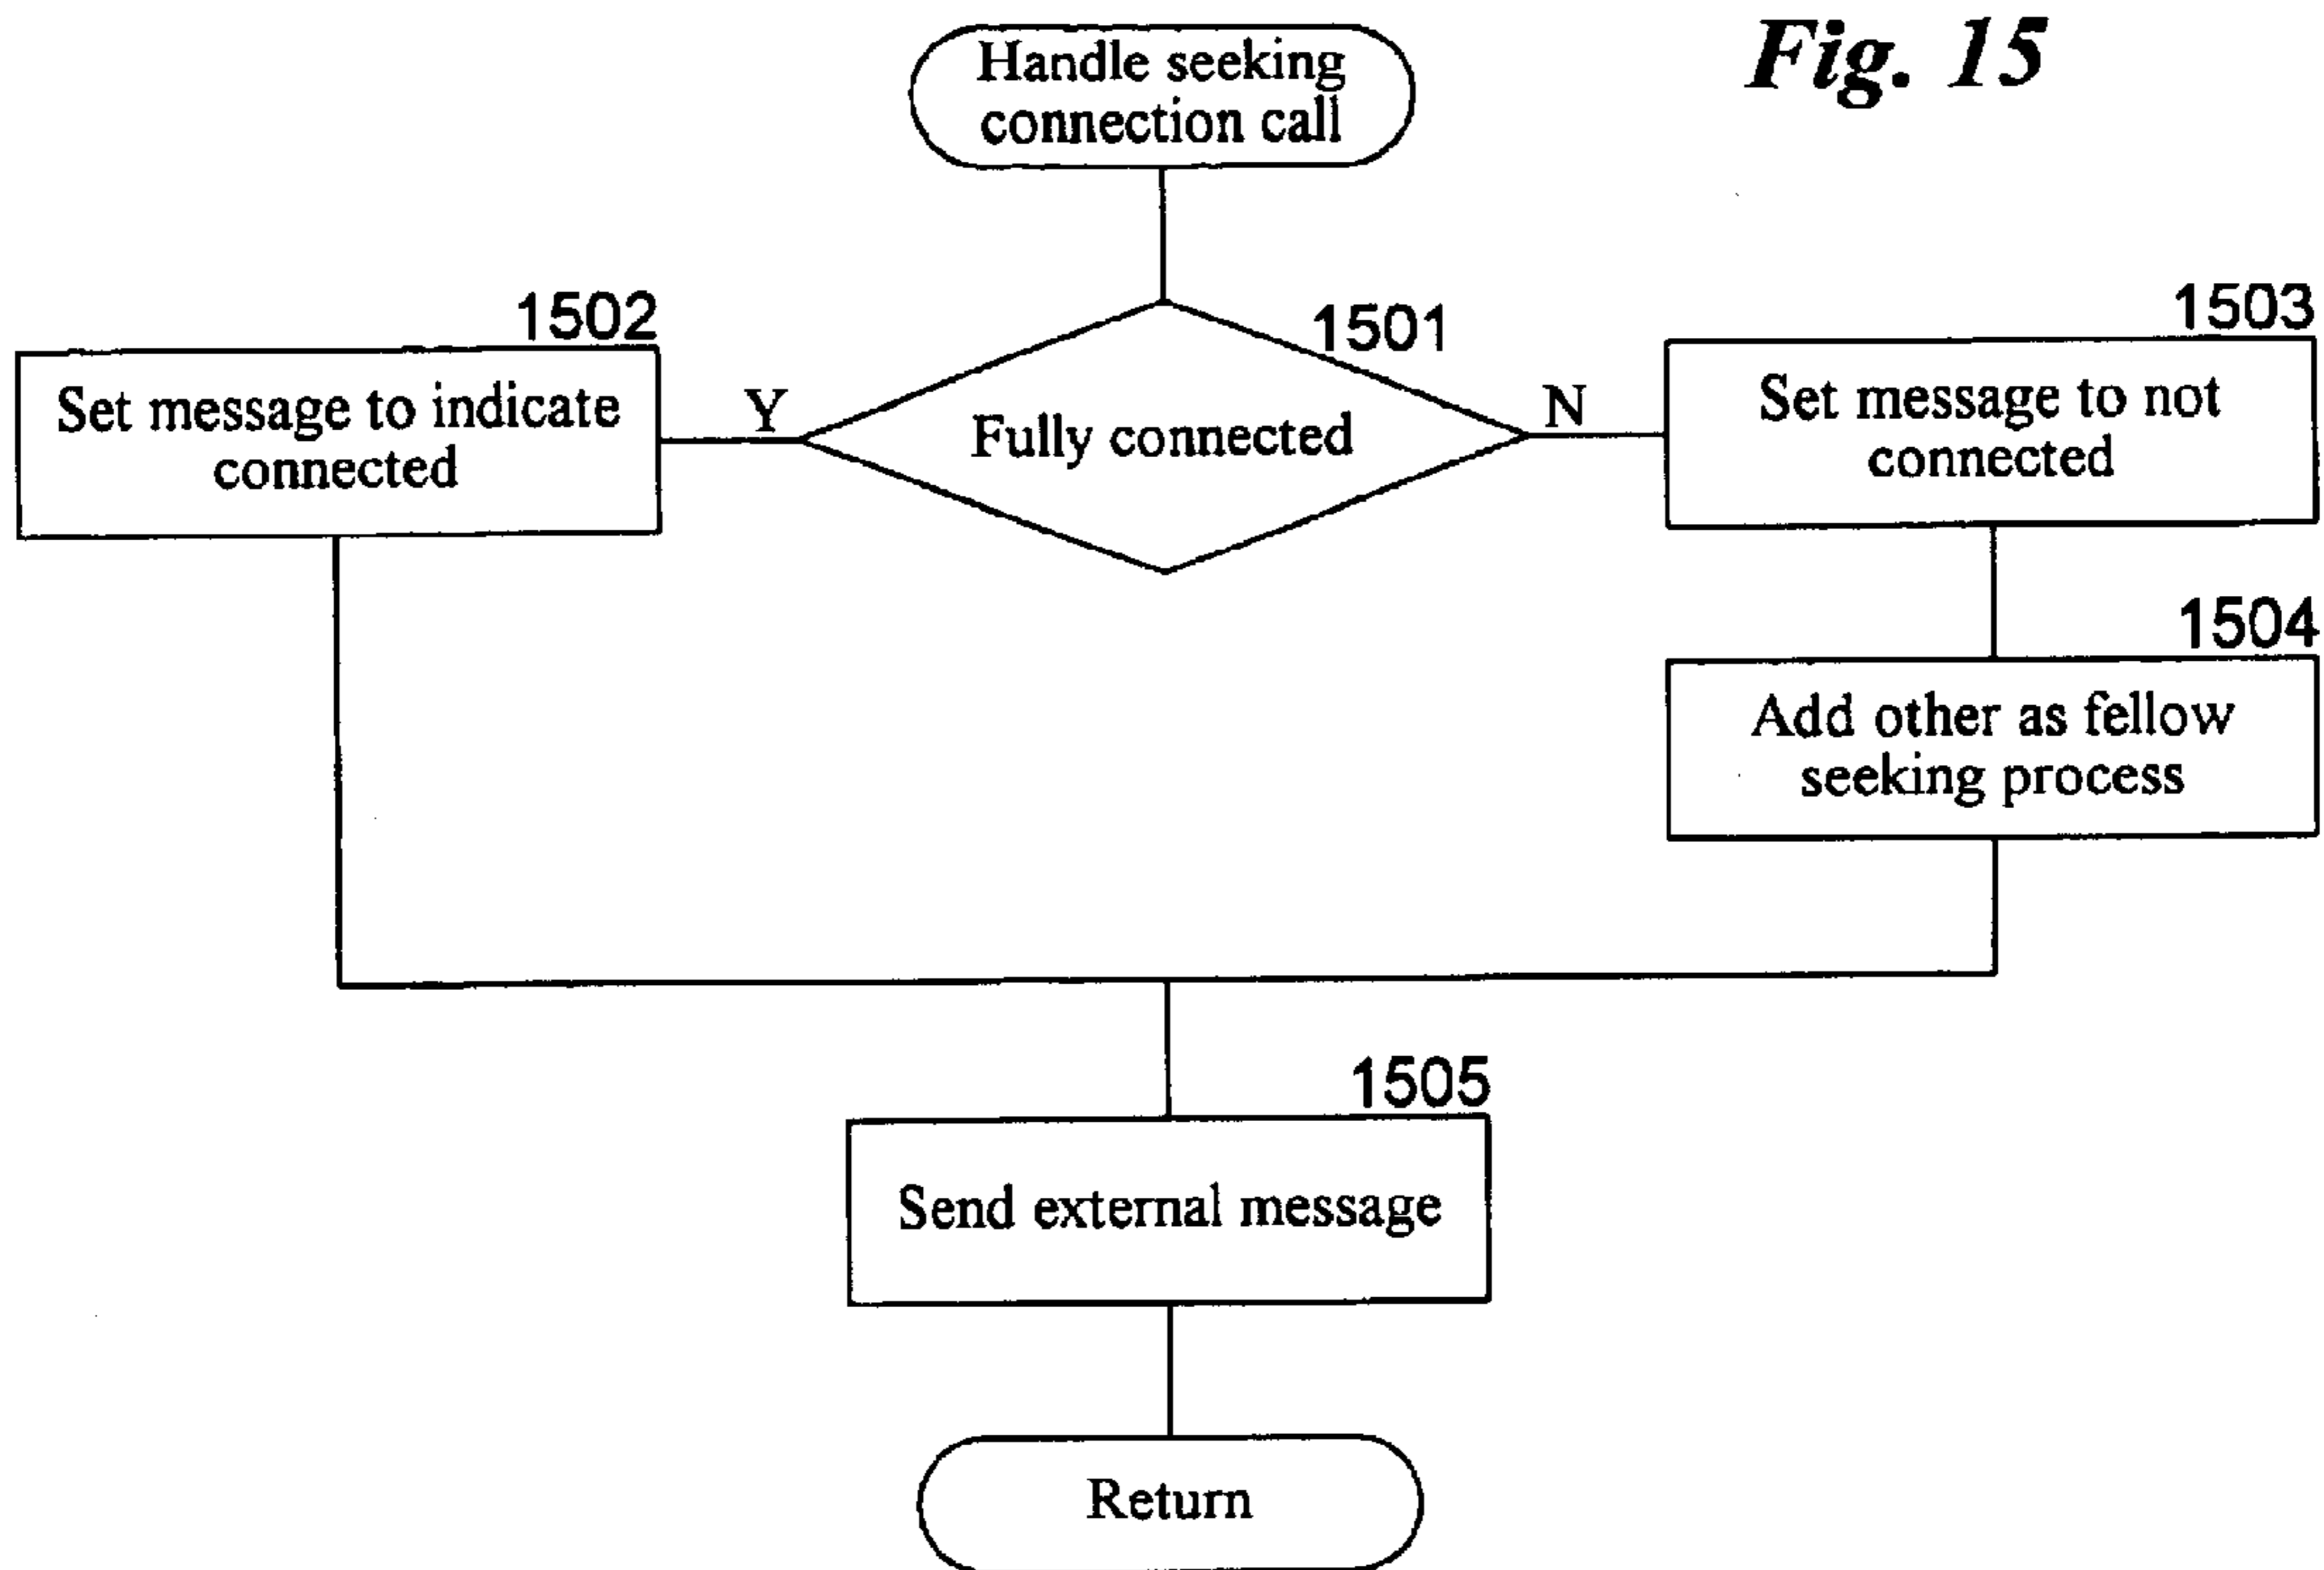 Fig. 15
Handle seeking
connection call
1501
Fully connected
Y
N
1502
Set message to indicate
connected
1503
Set message to not
connected
1504
Add other as fellow
seeking process
1505
Send external message
Return